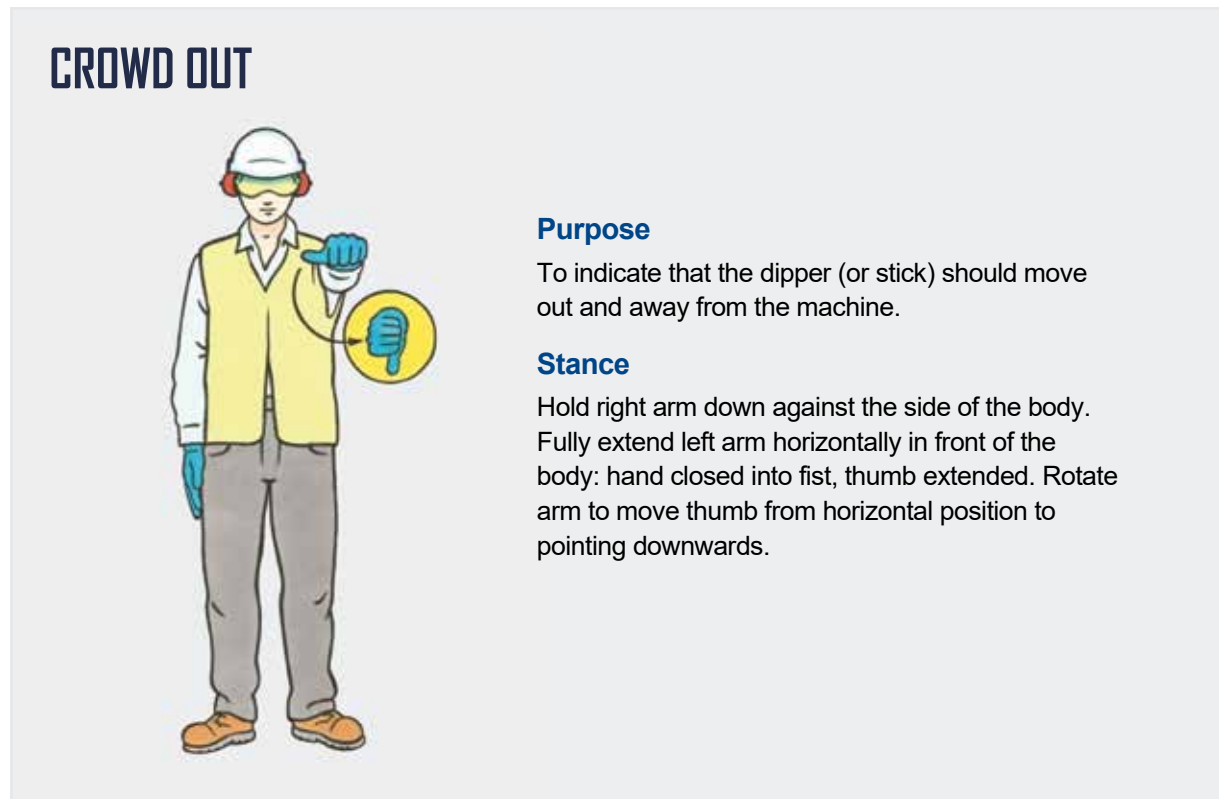 CROWD OUT
Purpose
To indicate that the dipper (or stick) should move
out and away from the machine.
Stance
Hold right arm down against the side of the body.
Fully extend left arm horizontally in front of the
body: hand closed into fist, thumb extended. Rotate
arm to move thumb from horizontal position to
pointing downwards.